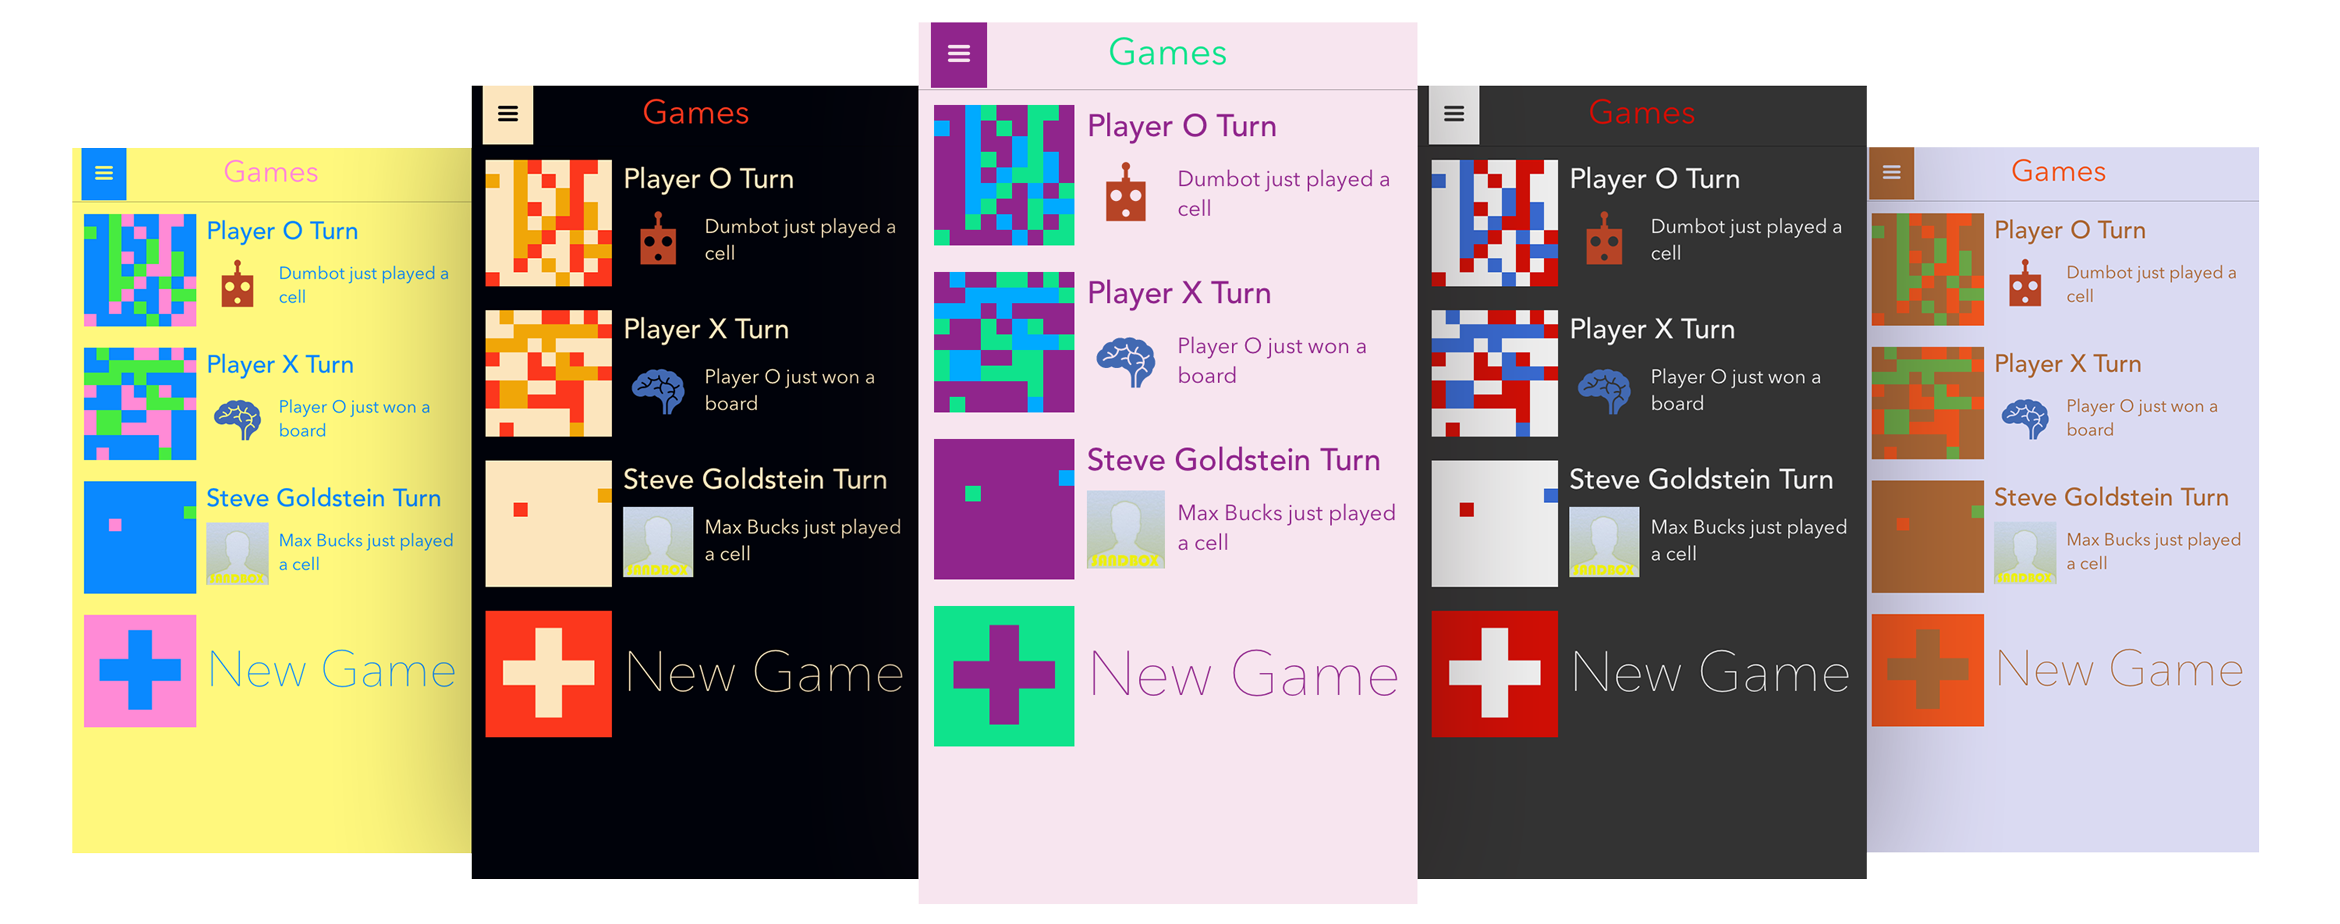 Games
Player O Turn
Dumbot just played a
cell
Player X Turn
Player O just won a
board
Steve Goldstein Turn
SANDBOX
Max Bucks just played
a cell
New Game
Games
Player O Turn
Dumbot just played a
cell
Player X Turn
Player O just won a
board
Steve Goldstein Turn
SANDBOX
Max Bucks just played
a cell
New Game
Games
Player O Turn
Dumbot just played a
cell
Player X Turn
Player O just won a
board
Steve Goldstein Turn
SANDBOX
Max Bucks just played
a cell
New Game
Games
Player O Turn
Dumbot just played a
cell
Player X Turn
Player O just won a
board
Steve Goldstein Turn
SANDBOX
Max Bucks just played
a cell
New Game
Games
Player O Turn
Dumbot just played a
cell
Player X Turn
Player O just won a
board
Steve Goldstein Turn
SANDBOX
Max Bucks just played
a cell
New Game